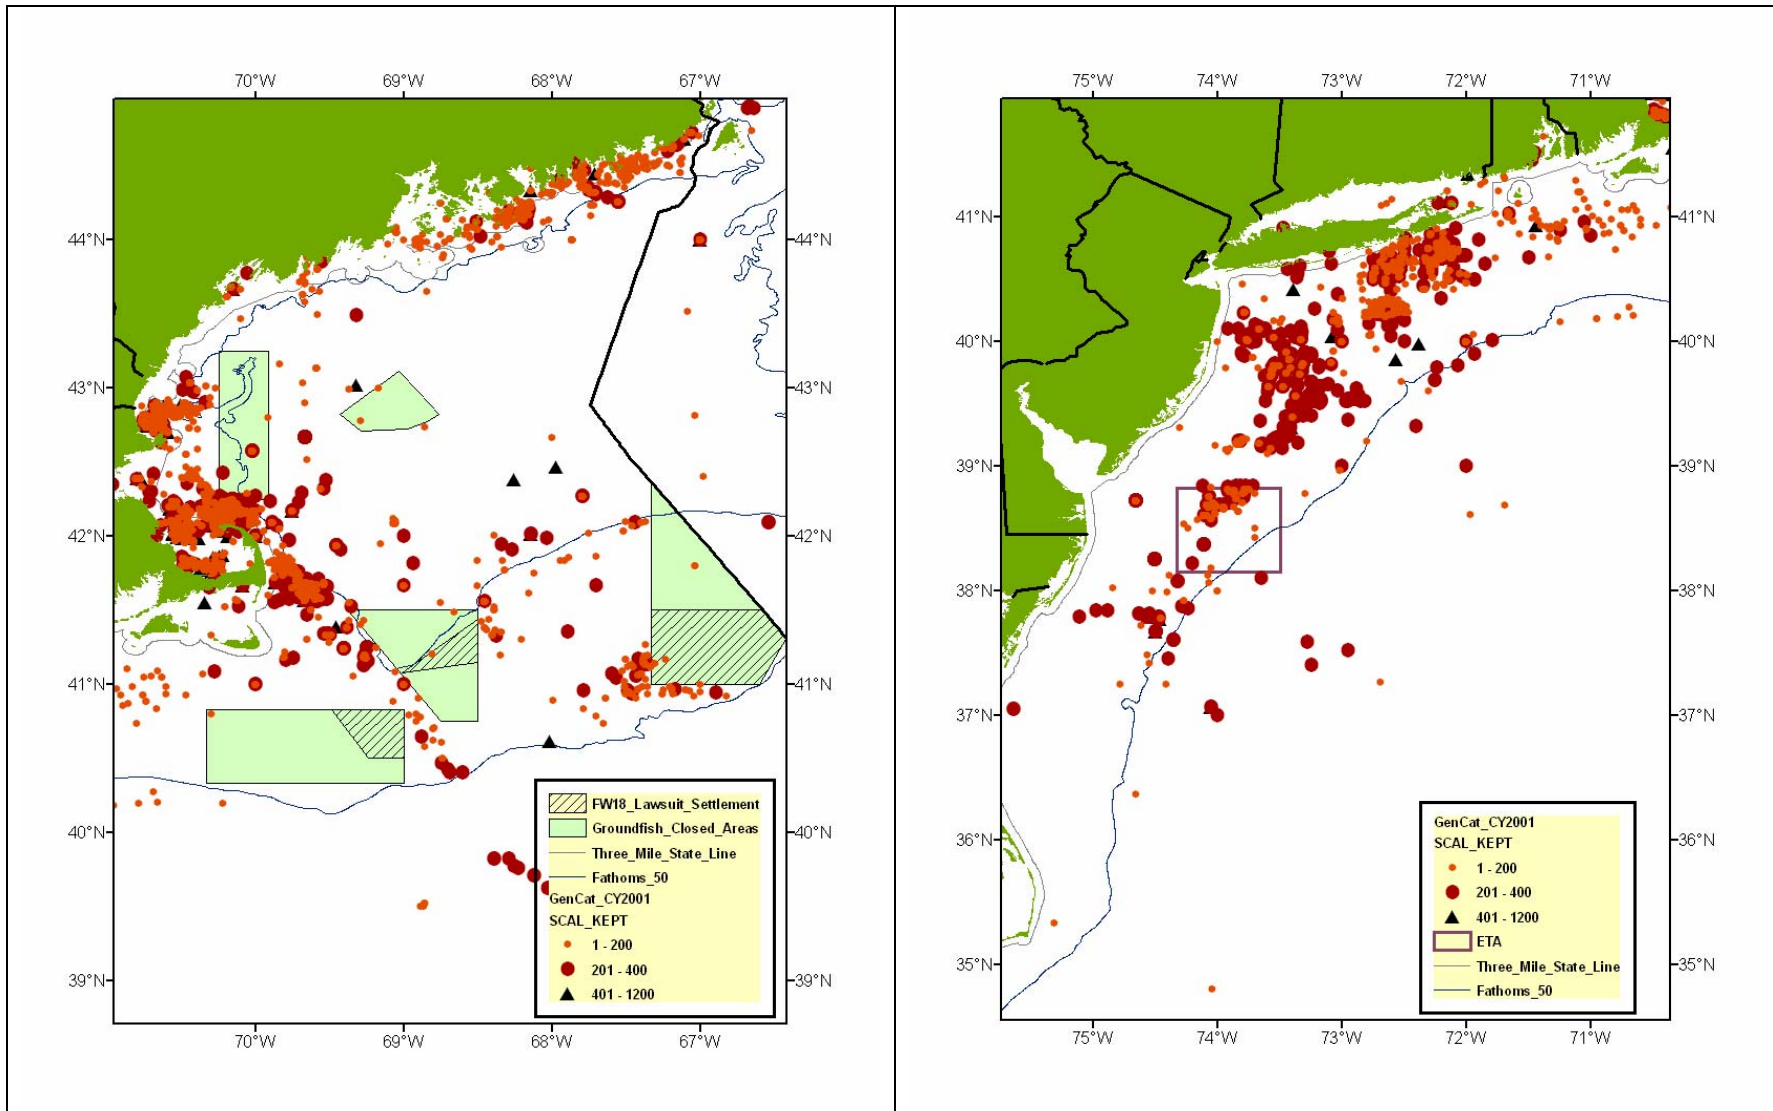 70°W 69°W 68°W 67°W
44°N 44°N
43°N 43°N
42°N 42°N
41°N 41°N
40°N 40°N
39°N 39°N
70°W 69°W 68°W 67°W
FW18_Lawsuit_Settlement
Groundfish_Closed_Areas
Three_Mile_State_Line
Fathoms_50
GenCat_CY2001
SCAL_KEPT
1 - 200
201 - 400
401 - 1200
75°W 74°W 73°W 72°W 71°W
41°N 41°N
40°N 40°N
39°N 39°N
38°N 38°N
37°N 37°N
36°N 36°N
35°N 35°N
75°W 74°W 73°W 72°W 71°W
GenCat_CY2001
SCAL_KEPT
1 - 200
201 - 400
401 - 1200
ETA
Three_Mile_State_Line
Fathoms_50